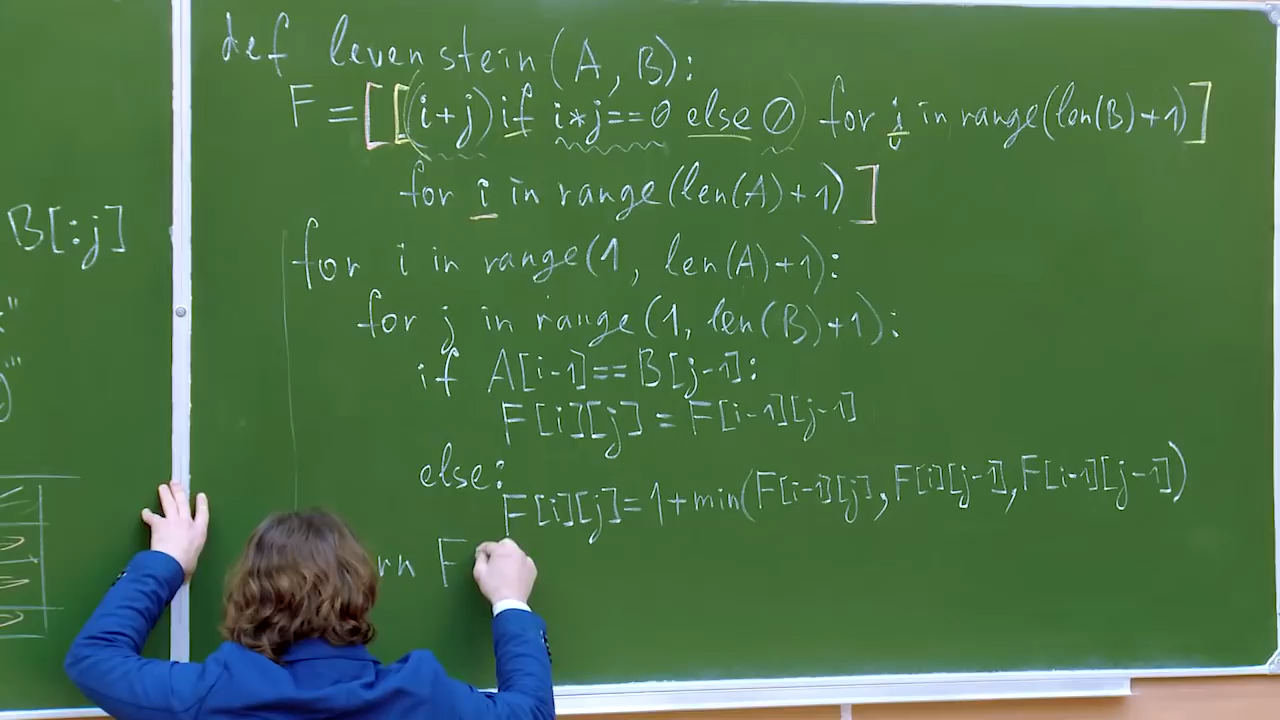 B[:j]
def levenstein(A, B):
F = [[(i+j) if i*j==0 else 0 for j in range(len(B)+1)]
for i in range(len(A)+1)]
for i in range(1, len(A)+1):
for j in range(1, len(B)+1):
if A[i-1]==B[j-1]:
F[i][j]=F[i-1][j-1]
else:
F[i][j]=1+min(F[i-1][j], F[i][j-1], F[i-1][j-1])
rn F